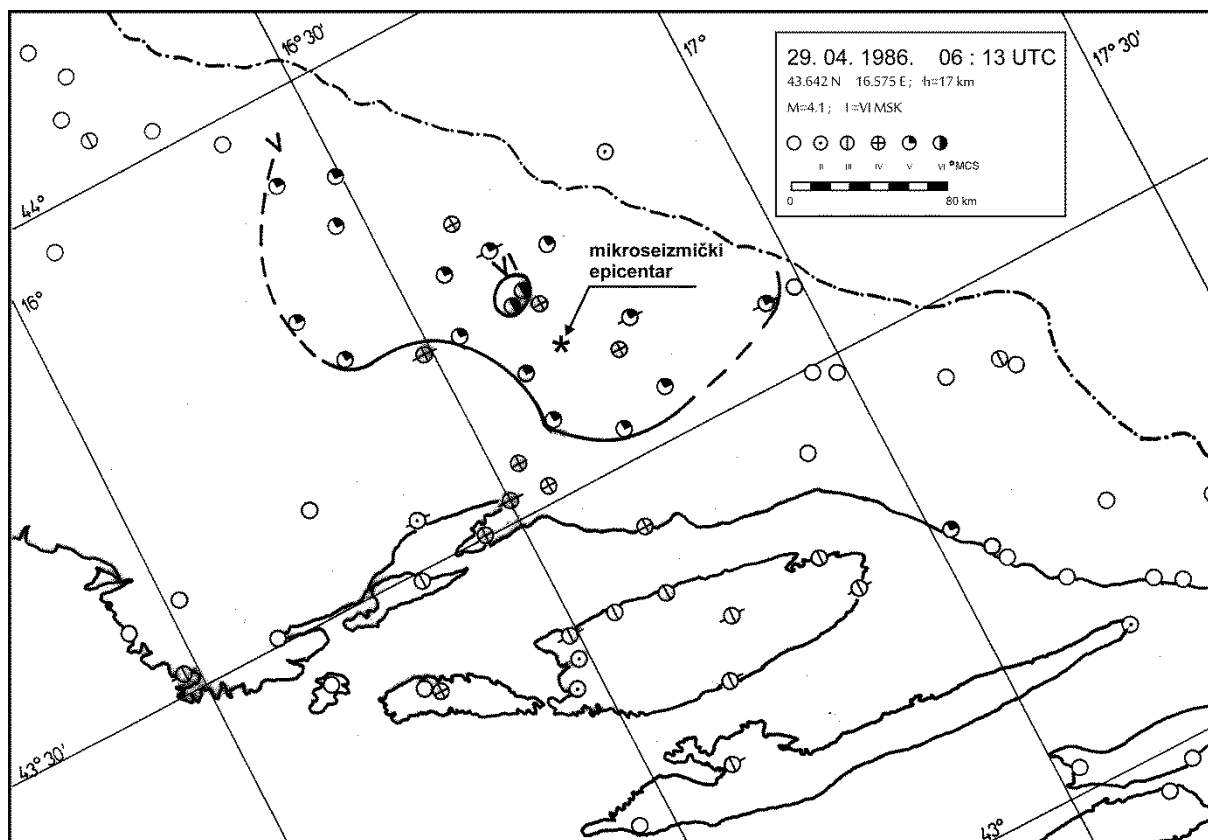 16° 30'
17°
17° 30'
29. 04. 1986. 06 : 13 UTC
43.642 N 16.575 E ; h=17 km
M=4.1 ; I=VI MSK
II III IV V VI °MCS
0 80 km
V
44°
mikroseizmički
epicentar
VI
16°
*
43° 30'
43°